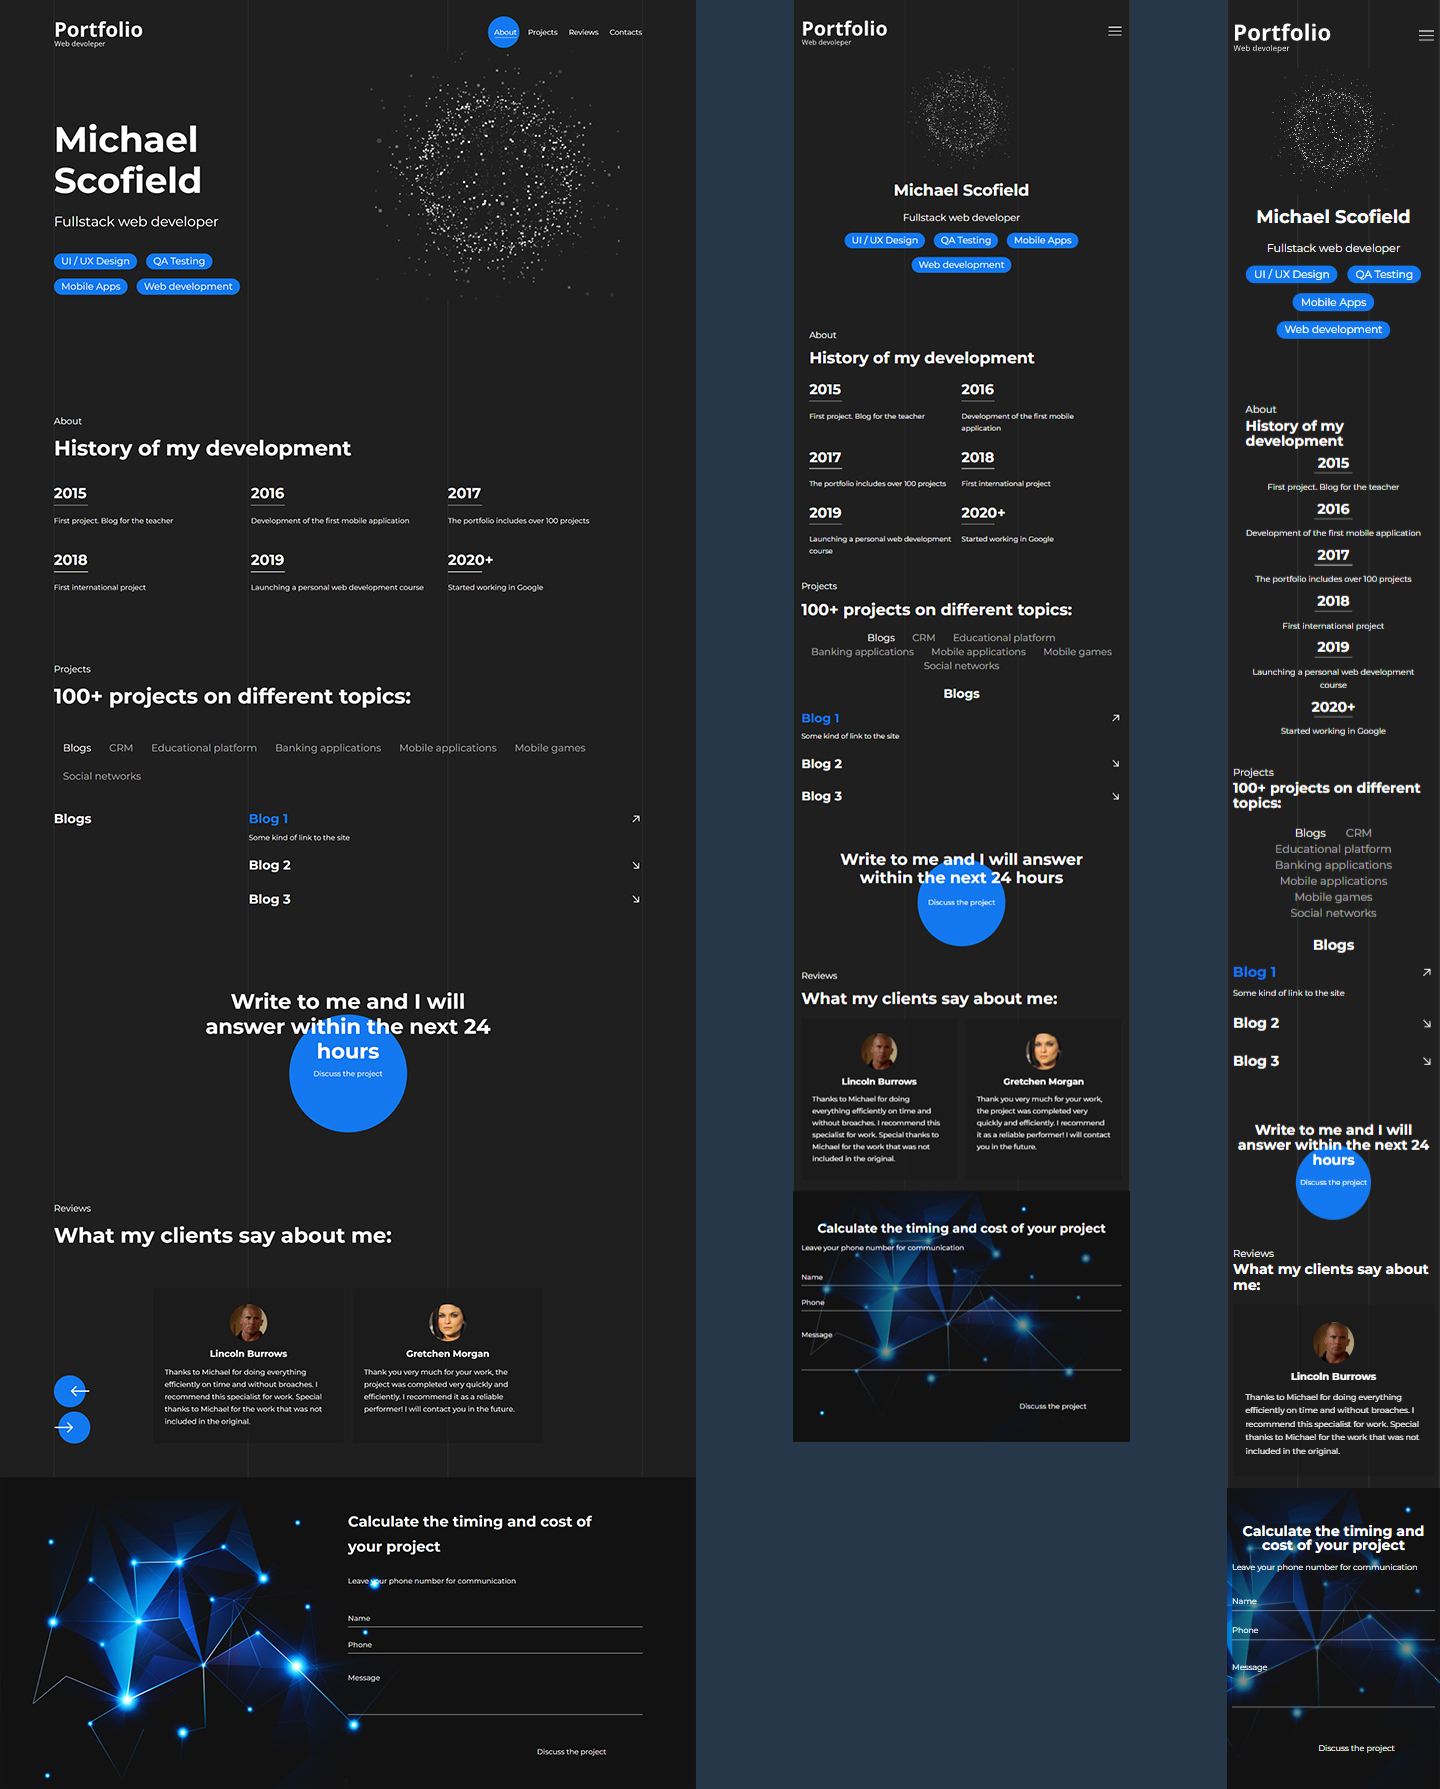 Portfolio
Web devoleper
About Projects Reviews Contacts
Michael
Scofield
Fullstack web developer
UI / UX Design QA Testing
Mobile Apps Web development
About
History of my development
2015 2016 2017
First project. Blog for the teacher Development of the first mobile application The portfolio includes over 100 projects
2018 2019 2020+
First international project Launching a personal web development course Started working in Google
Projects
100+ projects on different topics:
Blogs CRM Educational platform Banking applications Mobile applications Mobile games
Social networks
Blogs Blog 1
Some kind of link to the site
Blog 2
Blog 3
Write to me and I will
answer within the next 24
hours
Discuss the project
Reviews
What my clients say about me:
Lincoln Burrows
Thanks to Michael for doing everything
efficiently on time and without broaches. I
recommend this specialist for work. Special
thanks to Michael for the work that was not
included in the original.
Gretchen Morgan
Thank you very much for your work, the
project was completed very quickly and
efficiently. I recommend it as a reliable
performer! I will contact you in the future.
Calculate the timing and cost of
your project
Leave your phone number for communication
Name
Phone
Message
Discuss the project
Portfolio
Web devoleper
Michael Scofield
Fullstack web developer
UI / UX Design QA Testing Mobile Apps
Web development
About
History of my development
2015 2016
First project. Blog for the teacher Development of the first mobile
application
2017 2018
The portfolio includes over 100 projects First international project
2019 2020+
Launching a personal web development Started working in Google
course
Projects
100+ projects on different topics:
Blogs CRM Educational platform
Banking applications Mobile applications Mobile games
Social networks
Blogs
Blog 1
Some kind of link to the site
Blog 2
Blog 3
Write to me and I will answer
within the next 24 hours
Discuss the project
Reviews
What my clients say about me:
Lincoln Burrows
Thanks to Michael for doing
everything efficiently on time and
without broaches. I recommend this
specialist for work. Special thanks to
Michael for the work that was not
included in the original.
Gretchen Morgan
Thank you very much for your work,
the project was completed very
quickly and efficiently. I recommend
it as a reliable performer! I will contact
you in the future.
Calculate the timing and cost of your project
Leave your phone number for communication
Name
Phone
Message
Discuss the project
Portfolio
Web devoleper
Michael Scofield
Fullstack web developer
UI / UX Design QA Testing
Mobile Apps
Web development
About
History of my
development
2015
First project. Blog for the teacher
2016
Development of the first mobile application
2017
The portfolio includes over 100 projects
2018
First international project
2019
Launching a personal web development
course
2020+
Started working in Google
Projects
100+ projects on different
topics:
Blogs CRM
Educational platform
Banking applications
Mobile applications
Mobile games
Social networks
Blogs
Blog 1
Some kind of link to the site
Blog 2
Blog 3
Write to me and I will
answer within the next 24
hours
Discuss the project
Reviews
What my clients say about
me:
Lincoln Burrows
Thanks to Michael for doing everything
efficiently on time and without broaches. I
recommend this specialist for work. Special
thanks to Michael for the work that was not
included in the original.
Calculate the timing and
cost of your project
Leave your phone number for communication
Name
Phone
Message
Discuss the project